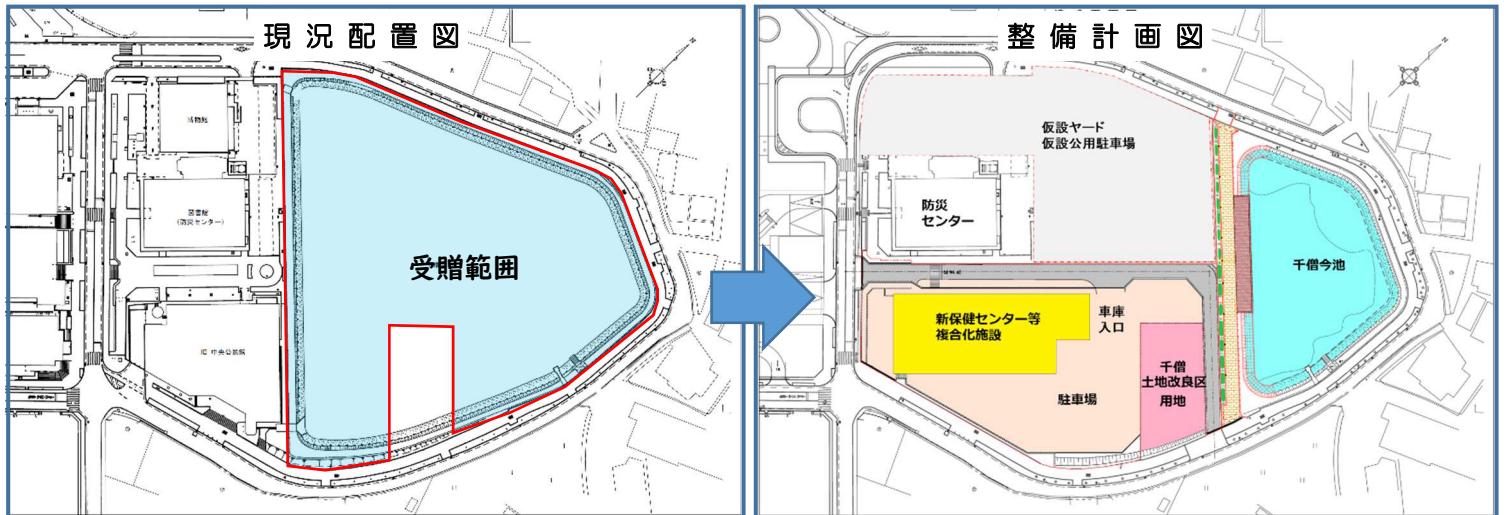 現況配置図
博物館
図書館
(防災センター)
旧 中央公民館
受贈範囲
整備計画図
仮設ヤード
仮設公用駐車場
防災
センター
千僧今池
新保健センター等
複合化施設
車庫
入口
千僧
土地改良区
用地
駐車場